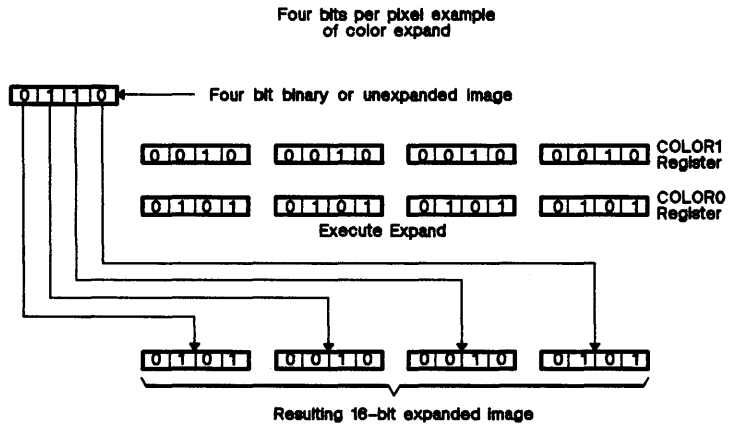 Four bits per pixel example
of color expand
0 1 1 0
Four bit binary or unexpanded image
0 0 1 0 0 0 1 0 0 0 1 0 0 0 1 0
COLOR1
Register
0 1 0 1 0 1 0 1 0 1 0 1 0 1 0 1
COLOR0
Register
Execute Expand
0 1 0 1 0 0 1 0 0 0 1 0 0 1 0 1
Resulting 16-bit expanded image